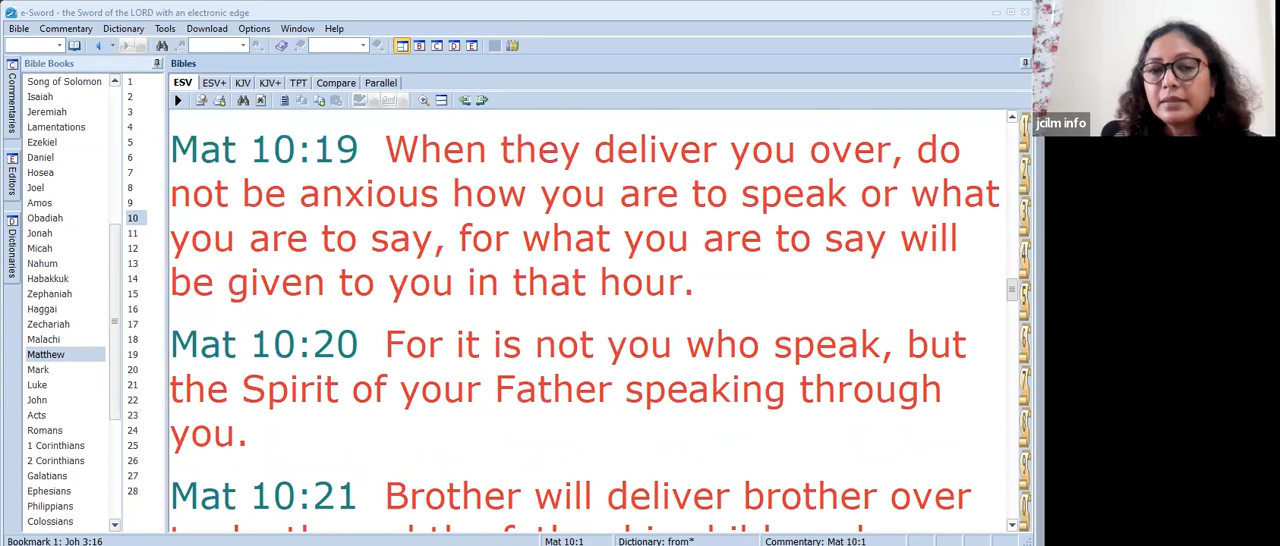 e-Sword - the Sword of the LORD with an electronic edge
Bible Commentary Dictionary Tools Download Options Window Help
B C D E
Commentaries
Editors
Dictionaries
Bible Books
Song of Solomon
Isaiah
Jeremiah
Lamentations
Ezekiel
Daniel
Hosea
Joel
Amos
Obadiah
Jonah
Micah
Nahum
Habakkuk
Zephaniah
Haggai
Zechariah
Malachi
Matthew
Mark
Luke
John
Acts
Romans
1 Corinthians
2 Corinthians
Galatians
Ephesians
Philippians
Colossians
1
2
3
4
5
6
7
8
9
10
11
12
13
14
15
16
17
18
19
20
21
22
23
24
25
26
27
28
Bibles
ESV ESV+ KJV KJV+ TPT Compare Parallel
Mat 10:19 When they deliver you over, do
not be anxious how you are to speak or what
you are to say, for what you are to say will
be given to you in that hour.
Mat 10:20 For it is not you who speak, but
the Spirit of your Father speaking through
you.
Mat 10:21 Brother will deliver brother over
jcilm info
Bookmark 1: Joh 3:16
Mat 10:1
Dictionary: from*
Commentary: Mat 10:1